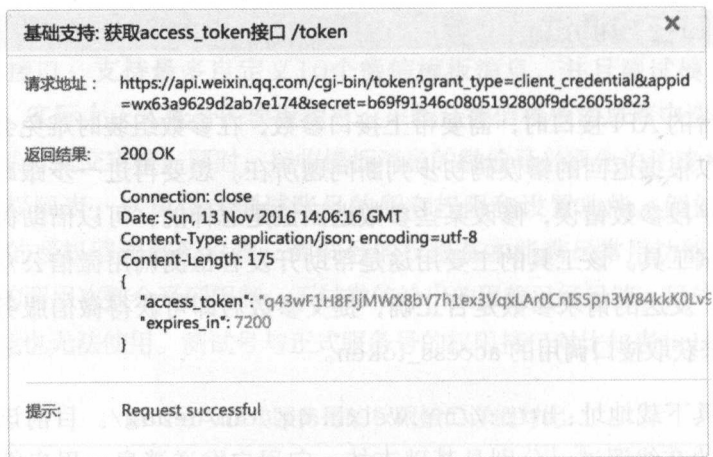 基础支持: 获取access_token接口 /token
×
请求地址： https://api.weixin.qq.com/cgi-bin/token?grant_type=client_credential&appid
=wx63a9629d2ab7e174&secret=b69f91346c0805192800f9dc2605b823
返回结果: 200 OK
Connection: close
Date: Sun, 13 Nov 2016 14:06:16 GMT
Content-Type: application/json; encoding=utf-8
Content-Length: 175
{
"access_token": "q43wF1H8FJjMWX8bV7h1ex3VqxLAr0CnISSpn3W84kkK0Lv9
"expires_in": 7200
}
提示: Request successful